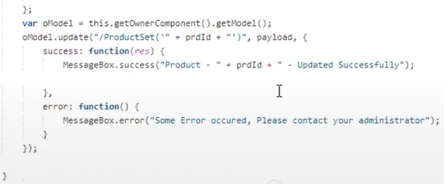 };
var oModel = this.getOwnerComponent().getModel();
oModel.update("/ProductSet('" + prdId + "')", payload, {
success: function(res) {
MessageBox.success("Product - " + prdId + " - Updated Successfully");
},
error: function() {
MessageBox.error("Some Error occured, Please contact your administrator");
}
});
}